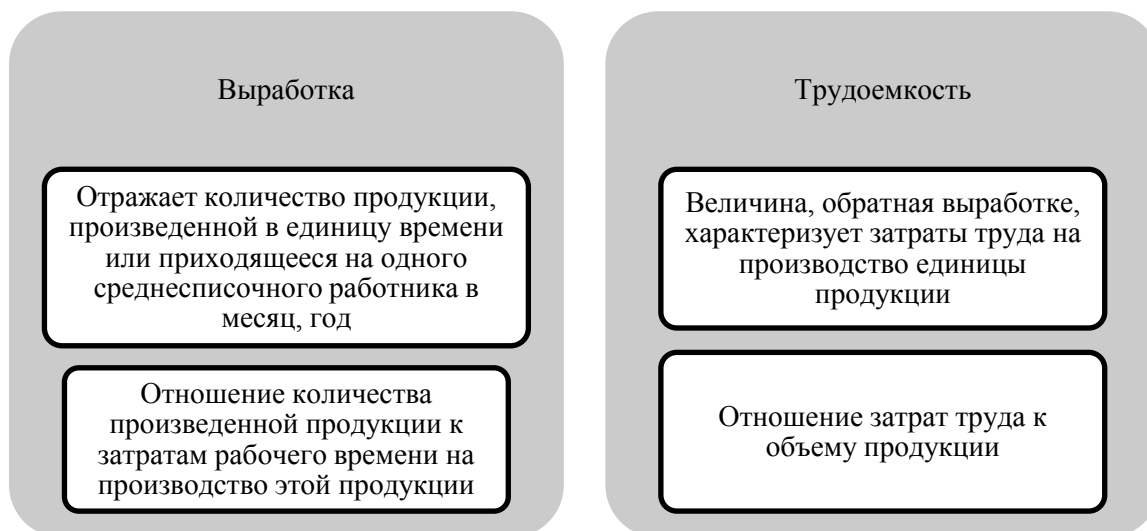 Выработка
Отражает количество продукции,
произведенной в единицу времени
или приходящееся на одного
среднесписочного работника в
месяц, год
Отношение количества
произведенной продукции к
затратам рабочего времени на
производство этой продукции
Трудоемкость
Величина, обратная выработке,
характеризует затраты труда на
производство единицы
продукции
Отношение затрат труда к
объему продукции